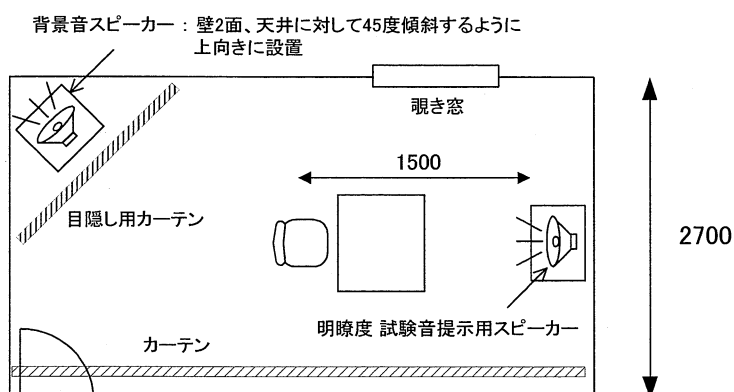 背景音スピーカー : 壁2面、天井に対して45度傾斜するように
上向きに設置
覗き窓
1500
2700
目隠し用カーテン
明瞭度 試験音提示用スピーカー
カーテン